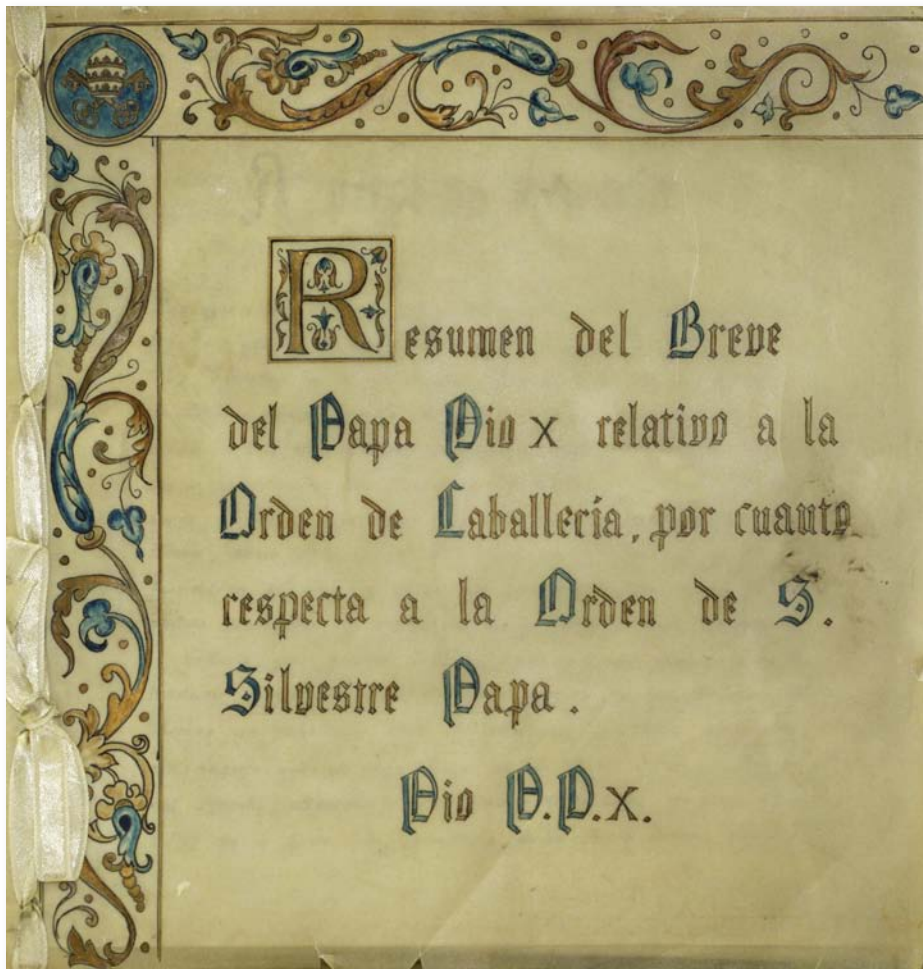 Resumen del Breve
del Papa Pio X relativo a la
Orden de Caballeria, por cuanto
respecta a la Orden de S.
Silvestre Papa.
Pio P.P.X.